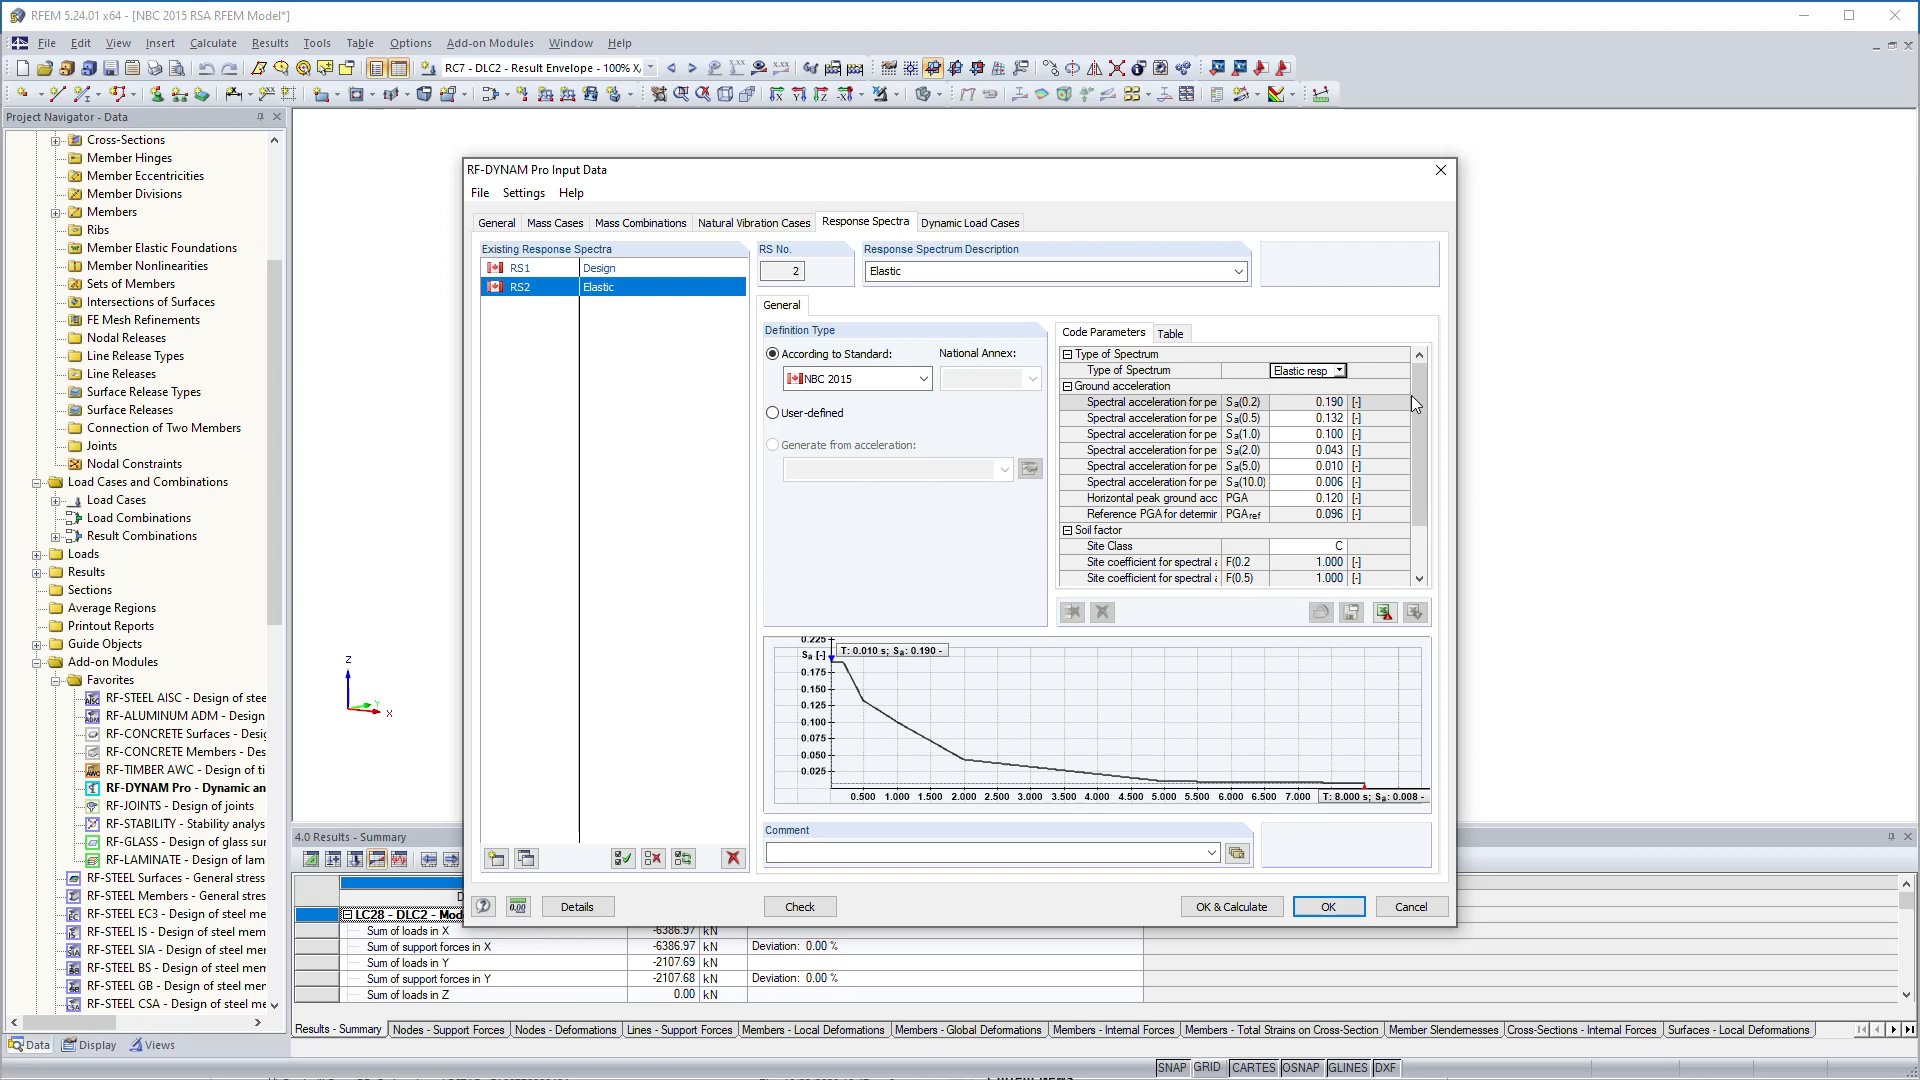 RFEM 5.24.01 x64 - [NBC 2015 RSA RFEM Model*]
File Edit View Insert Calculate Results Tools Table Options Add-on Modules Window Help
RC7 - DLC2 - Result Envelope - 100% X/
Project Navigator - Data
Cross-Sections
Member Hinges
Member Eccentricities
Member Divisions
Members
Ribs
Member Elastic Foundations
Member Nonlinearities
Sets of Members
Intersections of Surfaces
FE Mesh Refinements
Nodal Releases
Line Release Types
Line Releases
Surface Release Types
Surface Releases
Connection of Two Members
Joints
Nodal Constraints
Load Cases and Combinations
Load Cases
Load Combinations
Result Combinations
Loads
Results
Sections
Average Regions
Printout Reports
Guide Objects
Add-on Modules
Favorites
RF-STEEL AISC - Design of stee
RF-ALUMINUM ADM - Design
RF-CONCRETE Surfaces - Desig
RF-CONCRETE Members - Des
RF-TIMBER AWC - Design of ti
RF-DYNAM Pro - Dynamic an
RF-JOINTS - Design of joints
RF-STABILITY - Stability analys
RF-GLASS - Design of glass sur
RF-LAMINATE - Design of lam
RF-STEEL Surfaces - General stress
RF-STEEL Members - General stres
RF-STEEL EC3 - Design of steel me
RF-STEEL IS - Design of steel mem
RF-STEEL SIA - Design of steel me
RF-STEEL BS - Design of steel mer
RF-STEEL GB - Design of steel mer
RF-STEEL CSA - Design of steel me
Data Display Views
Z
X
RF-DYNAM Pro Input Data
File Settings Help
General Mass Cases Mass Combinations Natural Vibration Cases Response Spectra Dynamic Load Cases
Existing Response Spectra
RS1 Design
RS2 Elastic
RS No.
2
Response Spectrum Description
Elastic
General
Definition Type
According to Standard: National Annex:
NBC 2015
User-defined
Generate from acceleration:
Code Parameters Table
Type of Spectrum
Type of Spectrum Elastic resp
Ground acceleration
Spectral acceleration for pe Sa(0.2) 0.190 [-]
Spectral acceleration for pe Sa(0.5) 0.132 [-]
Spectral acceleration for pe Sa(1.0) 0.100 [-]
Spectral acceleration for pe Sa(2.0) 0.043 [-]
Spectral acceleration for pe Sa(5.0) 0.010 [-]
Spectral acceleration for pe Sa(10.0) 0.006 [-]
Horizontal peak ground acc PGA 0.120 [-]
Reference PGA for determir PGAref 0.096 [-]
Soil factor
Site Class C
Site coefficient for spectral a F(0.2 1.000 [-]
Site coefficient for spectral a F(0.5) 1.000 [-]
0.225
Sa [-] T: 0.010 s; Sa: 0.190 -
0.175
0.150
0.125
0.100
0.075
0.050
0.025
0.500 1.000 1.500 2.000 2.500 3.000 3.500 4.000 4.500 5.000 5.500 6.000 6.500 7.000 T: 8.000 s; Sa: 0.008 -
Comment
Details Check OK & Calculate OK Cancel
4.0 Results - Summary
LC28 - DLC2 - Mod
Sum of loads in X -6386.97 kN
Sum of support forces in X -6386.97 kN Deviation: 0.00 %
Sum of loads in Y -2107.69 kN
Sum of support forces in Y -2107.68 kN Deviation: 0.00 %
Sum of loads in Z 0.00 kN
Results - Summary Nodes - Support Forces Nodes - Deformations Lines - Support Forces Members - Local Deformations Members - Global Deformations Members - Internal Forces Members - Total Strains on Cross-Section Member Slendernesses Cross-Sections - Internal Forces Surfaces - Local Deformations
SNAP GRID CARTES OSNAP GLINES DXF